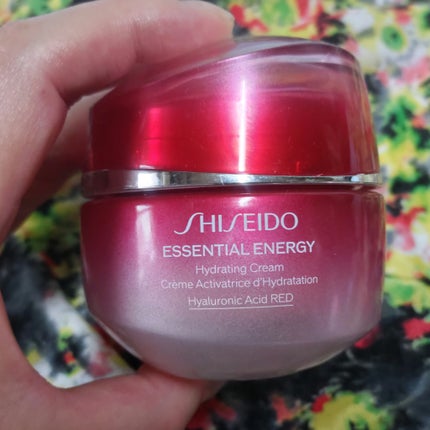 SHISEIDO
ESSENTIAL ENERGY
Hydrating Cream
Crème Activatrice d'Hydratation
Hyaluronic Acid RED